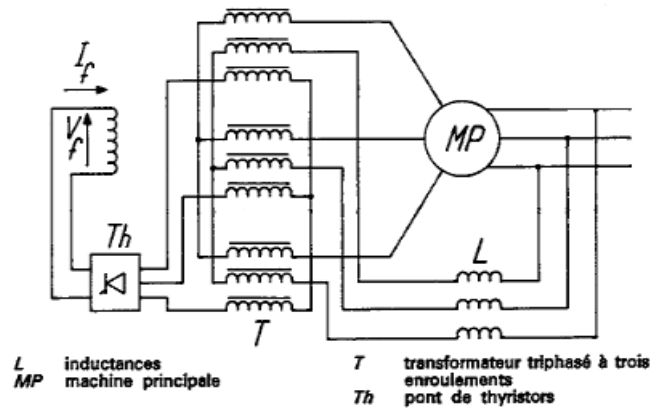 I_f
V_f
MP
Th
L
T
L inductances
MP machine principale
T transformateur triphasé à trois
enroulements
Th pont de thyristors